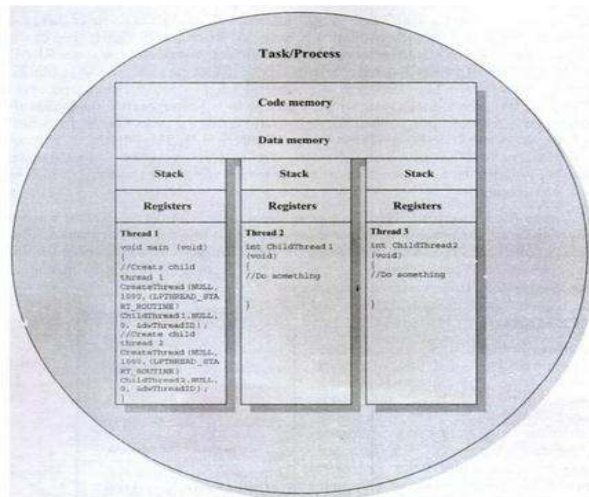 Task/Process
Code memory
Data memory
Stack
Registers
Thread 1
void main (void)
{
//Create child
thread 1
CreateThread(NULL,
1000,(LPTHREAD_STA
RT_ROUTINE)
ChildThread1,NULL,
0, &dwThreadID);
//Create child
thread 2
CreateThread(NULL,
1000,(LPTHREAD_STA
RT_ROUTINE)
ChildThread2,NULL,
0, &dwThreadID);
}
Stack
Registers
Thread 2
int ChildThread1
(void)
{
//Do something
}
Stack
Registers
Thread 3
int ChildThread2
(void)
{
//Do something
}